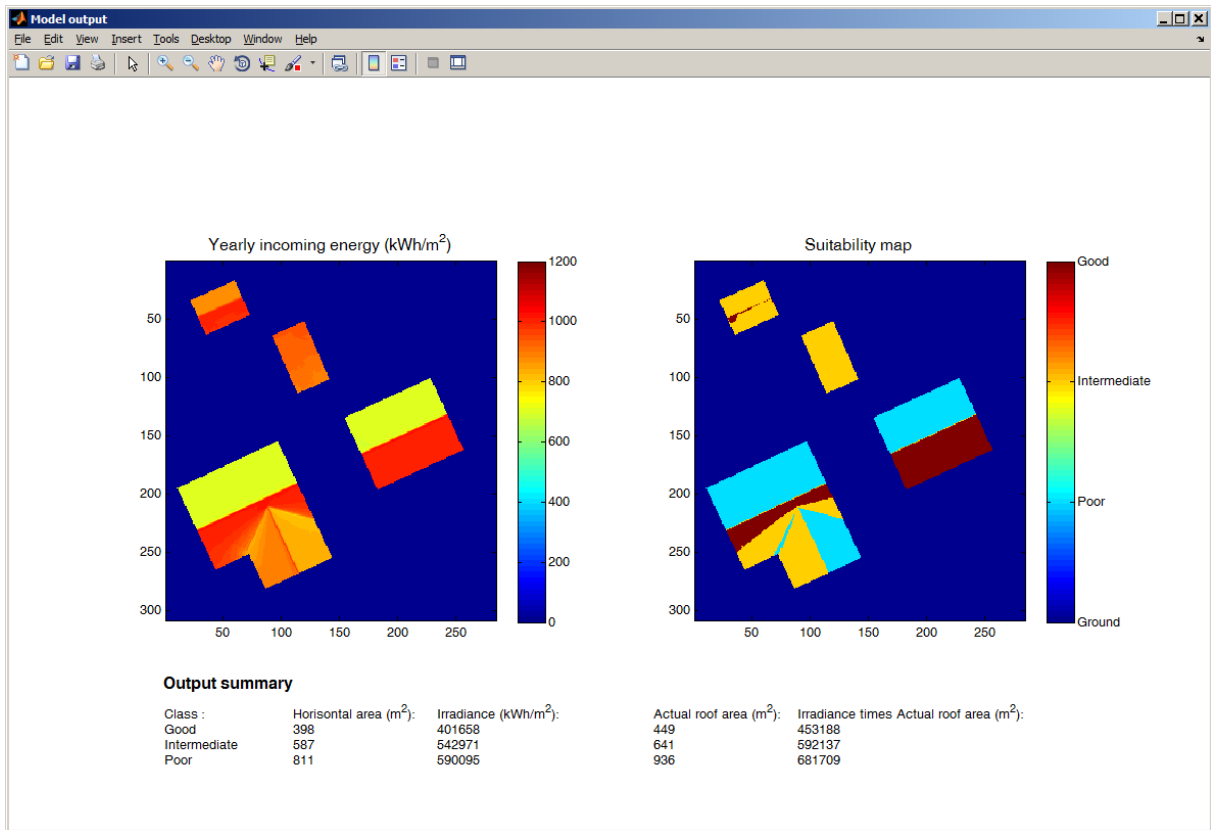 Model output
File Edit View Insert Tools Desktop Window Help
Yearly incoming energy (kWh/m²)
50
100
150
200
250
300
50 100 150 200 250
1200
1000
800
600
400
200
0
Suitability map
50
100
150
200
250
300
50 100 150 200 250
Good
Intermediate
Poor
Ground
Output summary
Class : Horisontal area (m²): Irradiance (kWh/m²): Actual roof area (m²): Irradiance times Actual roof area (m²):
Good 398 401658 449 453188
Intermediate 587 542971 641 592137
Poor 811 590095 936 681709